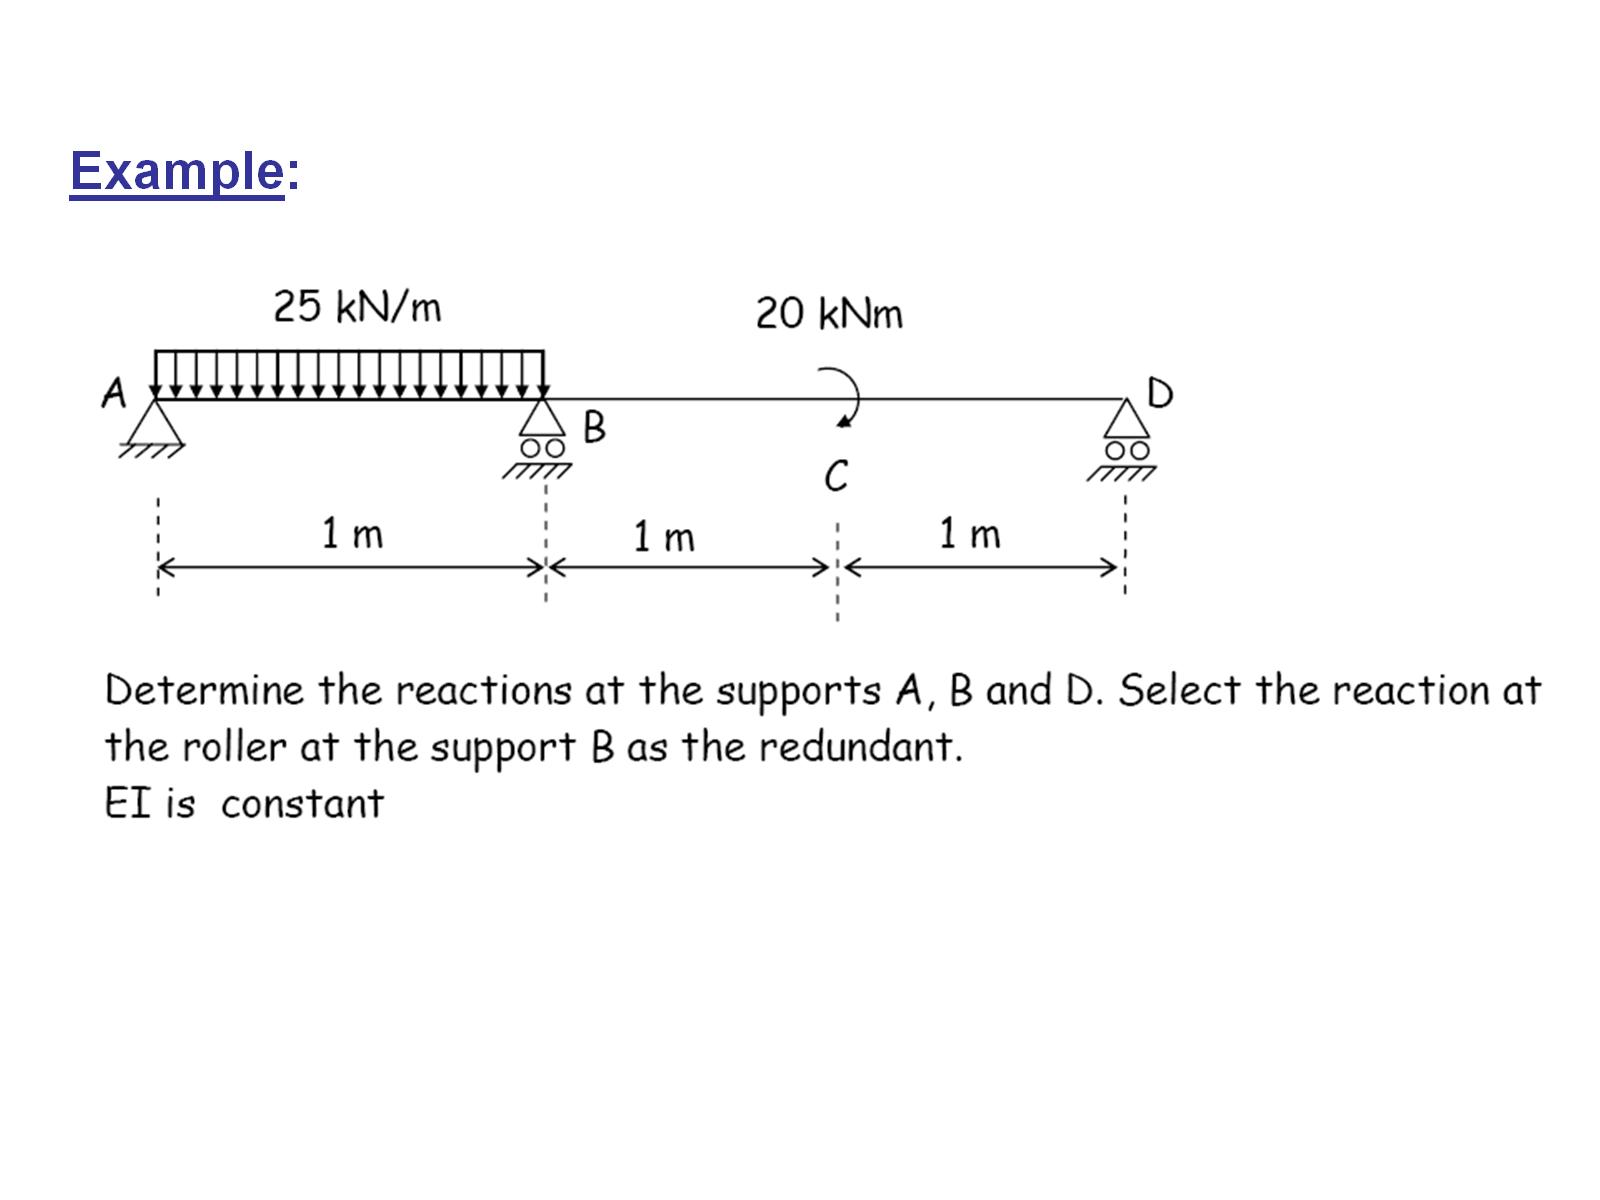 Example:
25 kN/m
20 kNm
A
D
B
C
1 m
1 m
1 m
Determine the reactions at the supports A, B and D. Select the reaction at
the roller at the support B as the redundant.
EI is constant